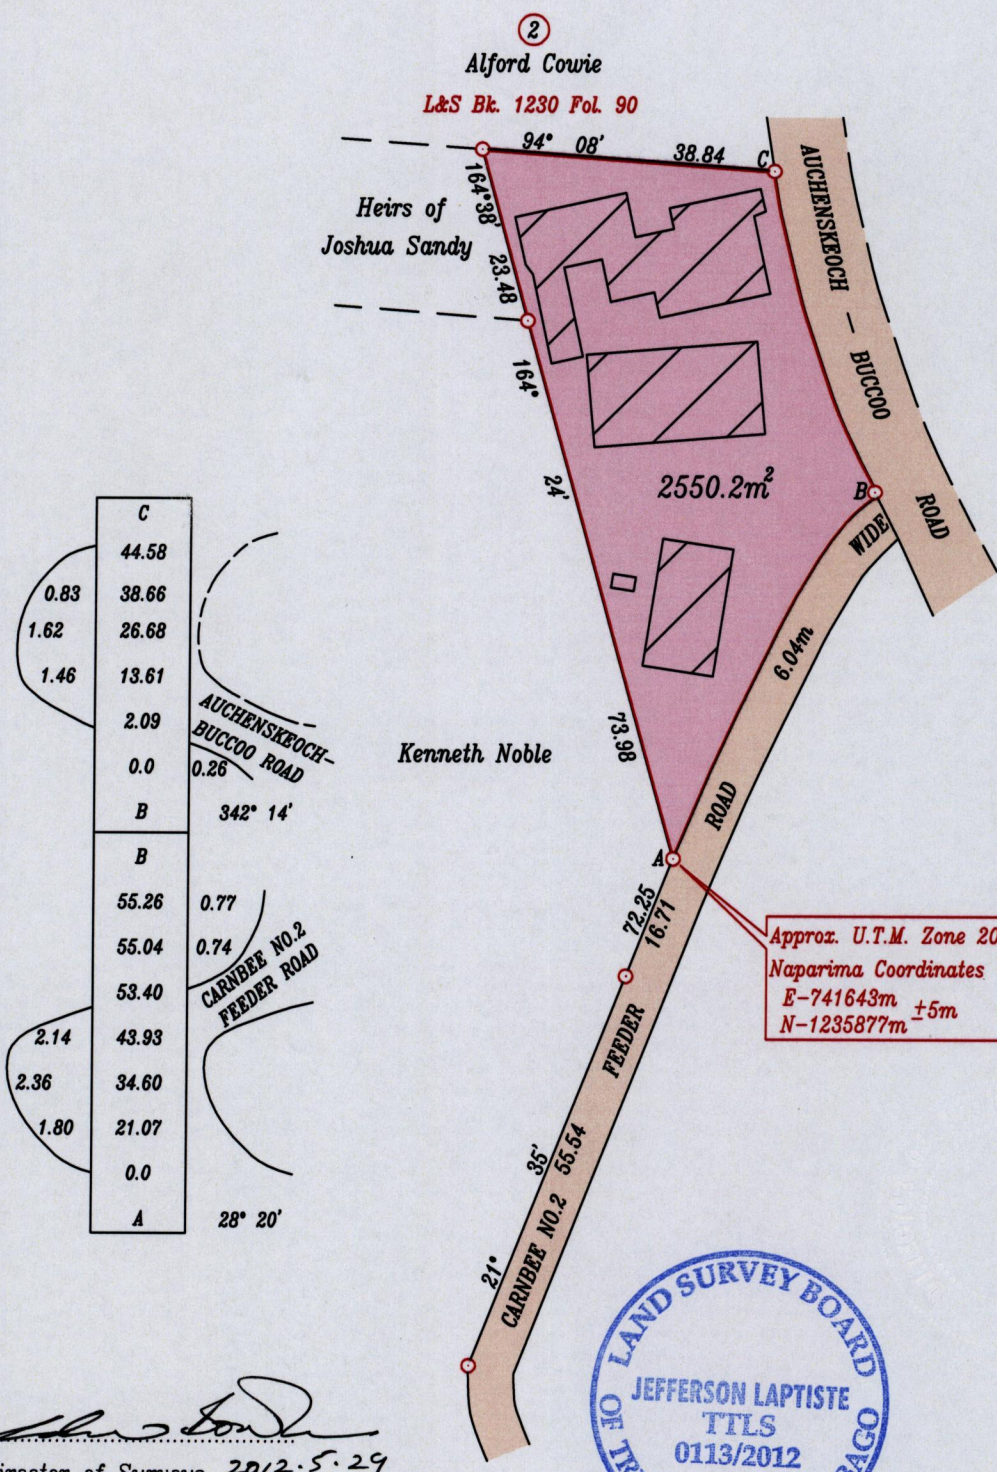 2
Alford Cowie
L&S Bk. 1230 Fol. 90
94° 08' 38.84 C
164°38' 23.48
Heirs of
Joshua Sandy
AUCHENSKEOCH - BUCCOO ROAD
164° 24' 73.98
2550.2m²
B
WIDE
6.04m
ROAD
Kenneth Noble
A
72.25
16.71
FEEDER
35'
55.54
21°
CARNBEE NO.2
Approx. U.T.M. Zone 20
Naparima Coordinates
E-741643m
±5m
N-1235877m
C
44.58
0.83 38.66
1.62 26.68
1.46 13.61
2.09
AUCHENSKEOCH-
BUCCOO ROAD
0.0 0.26
B 342° 14'
B
55.26 0.77
55.04 0.74
53.40
CARNBEE NO.2
FEEDER ROAD
2.14 43.93
2.36 34.60
1.80 21.07
0.0
A 28° 20'
LAND SURVEY BOARD
JEFFERSON LAPTISTE
TTLS
0113/2012
OF
of Surveys 2012.5.29